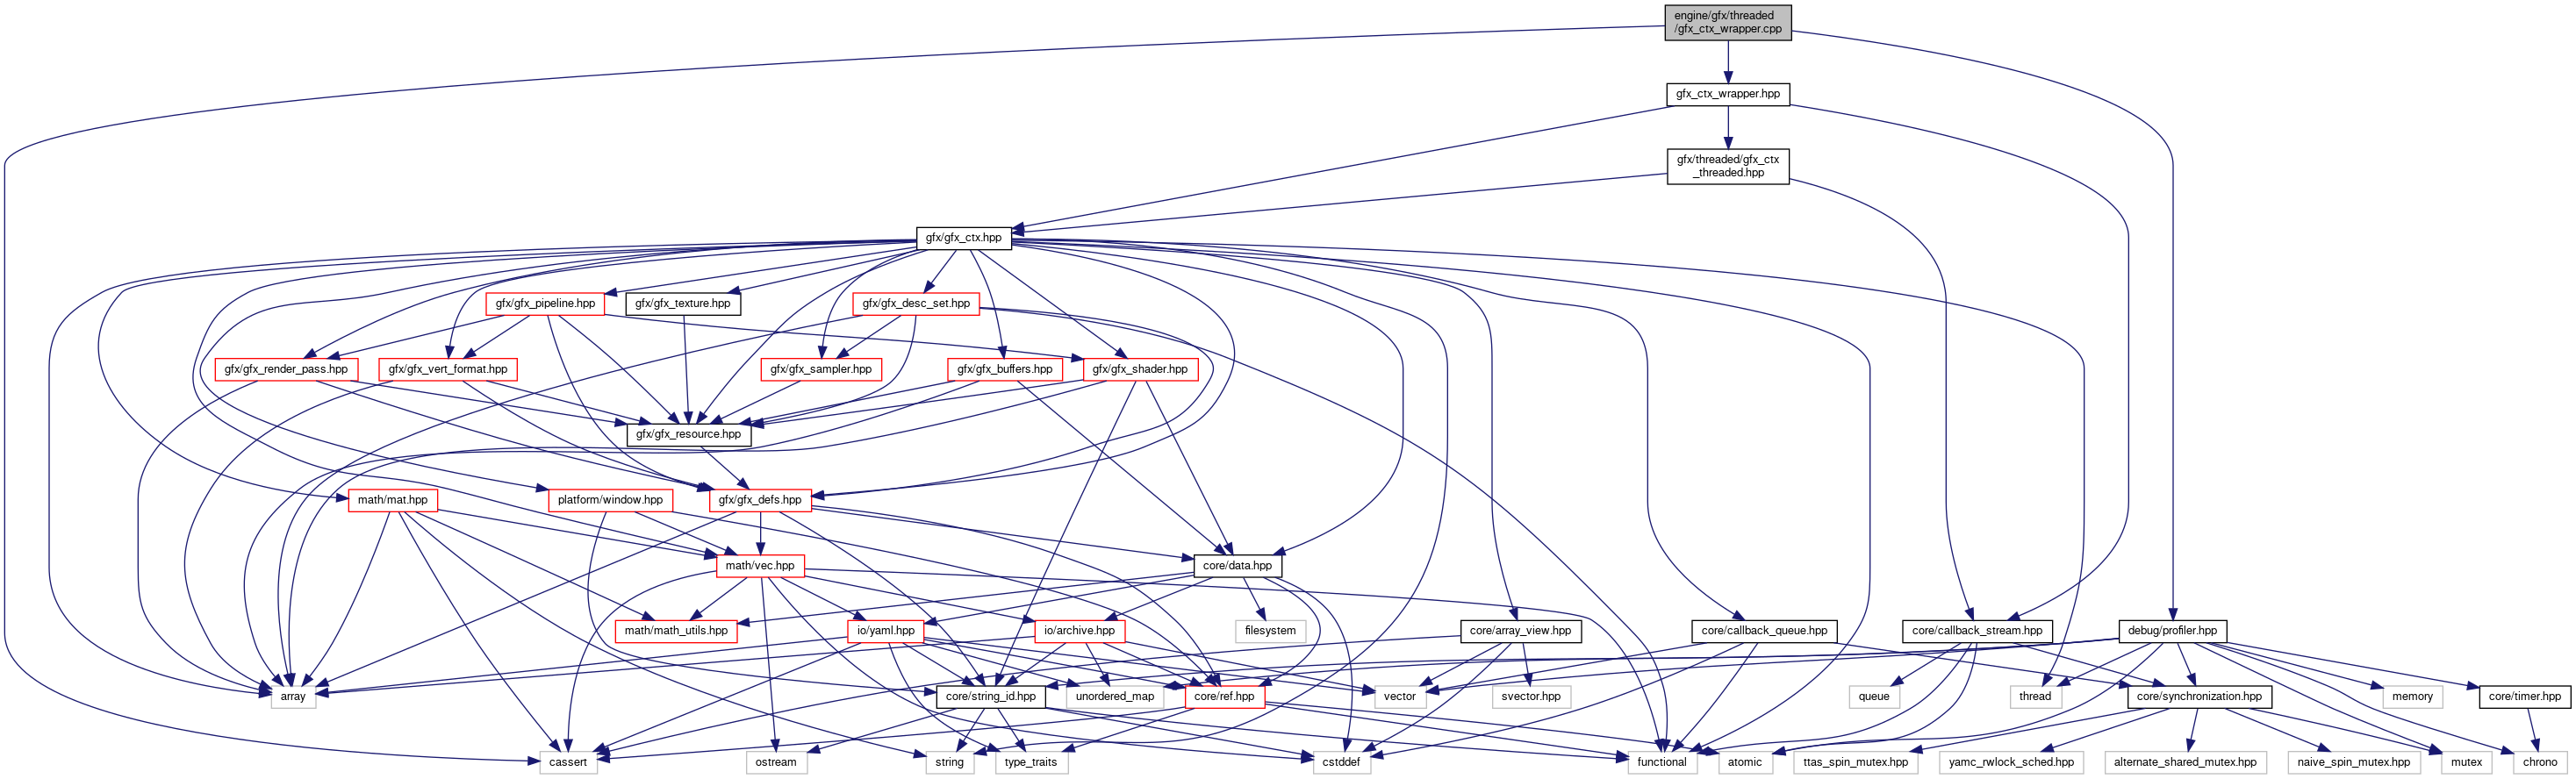 engine/gfx/threaded
/gfx_ctx_wrapper.cpp
gfx_ctx_wrapper.hpp
gfx/threaded/gfx_ctx
_threaded.hpp
gfx/gfx_ctx.hpp
gfx/gfx_pipeline.hpp
gfx/gfx_texture.hpp
gfx/gfx_desc_set.hpp
gfx/gfx_render_pass.hpp
gfx/gfx_vert_format.hpp
gfx/gfx_sampler.hpp
gfx/gfx_buffers.hpp
gfx/gfx_shader.hpp
gfx/gfx_resource.hpp
math/mat.hpp
platform/window.hpp
gfx/gfx_defs.hpp
math/vec.hpp
core/data.hpp
math/math_utils.hpp
io/yaml.hpp
io/archive.hpp
filesystem
core/array_view.hpp
core/callback_queue.hpp
core/callback_stream.hpp
debug/profiler.hpp
array
core/string_id.hpp
unordered_map
core/ref.hpp
vector
svector.hpp
queue
thread
core/synchronization.hpp
memory
core/timer.hpp
cassert
ostream
string
type_traits
cstddef
functional
atomic
ttas_spin_mutex.hpp
yamc_rwlock_sched.hpp
alternate_shared_mutex.hpp
naive_spin_mutex.hpp
mutex
chrono